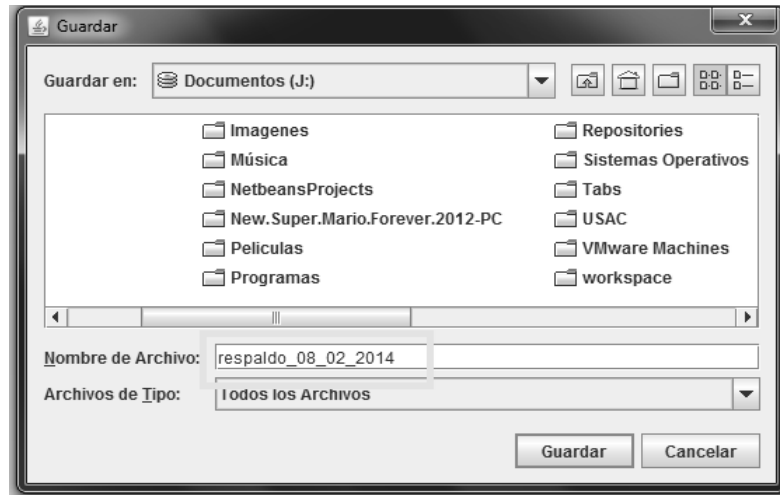 Guardar
x
Guardar en: Documentos (J:)
Imagenes
Música
NetbeansProjects
New.Super.Mario.Forever.2012-PC
Peliculas
Programas
Repositories
Sistemas Operativos
Tabs
USAC
VMware Machines
workspace
Nombre de Archivo: respaldo_08_02_2014
Archivos de Tipo: Todos los Archivos
Guardar Cancelar